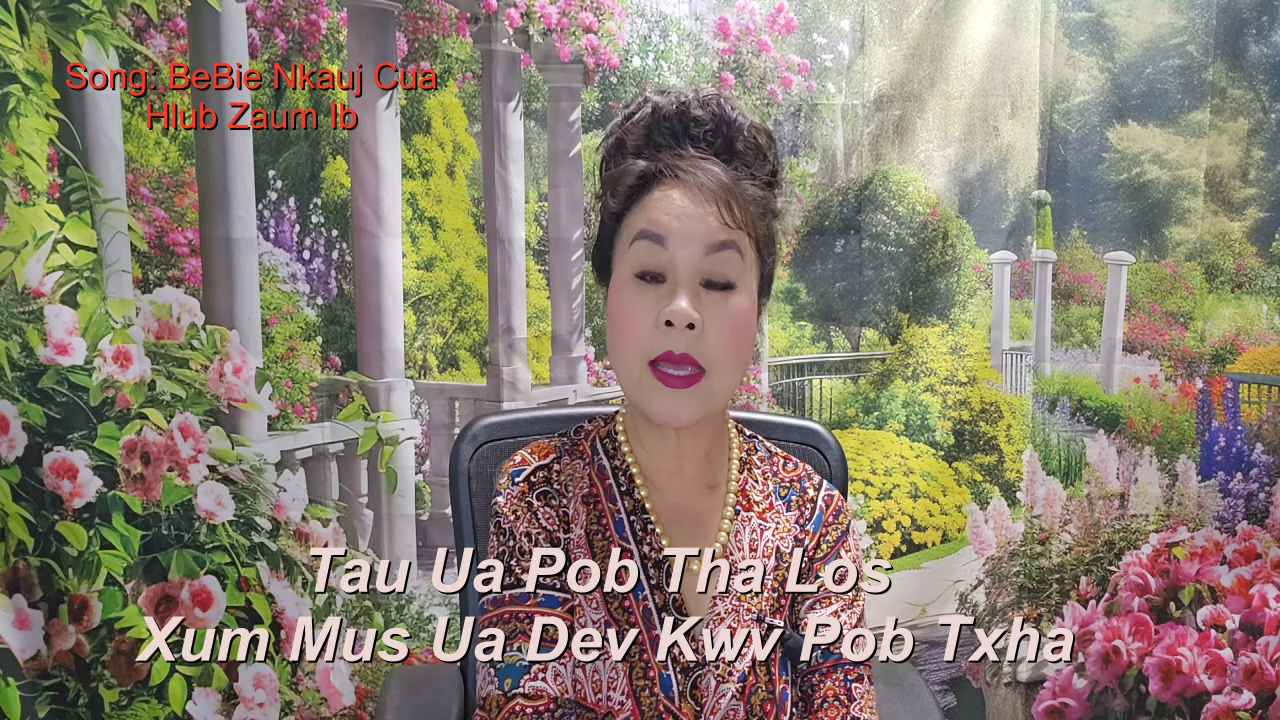 Song: BeBie Nkauj Cua
Hlub Zaum Ib
Tau Ua Pob Tha Los
Xum Mus Ua Dev Kwv Pob Txha